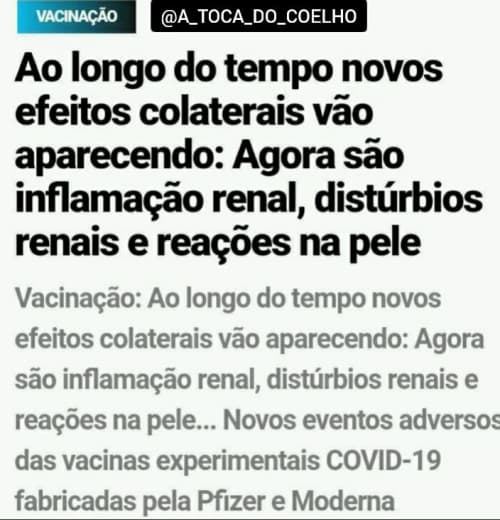 VACINAÇÃO
@A_TOCA_DO_COELHO
Ao longo do tempo novos
efeitos colaterais vão
aparecendo: Agora são
inflamação renal, distúrbios
renais e reações na pele
Vacinação: Ao longo do tempo novos
efeitos colaterais vão aparecendo: Agora
são inflamação renal, distúrbios renais e
reações na pele... Novos eventos adversos
das vacinas experimentais COVID-19
fabricadas pela Pfizer e Moderna